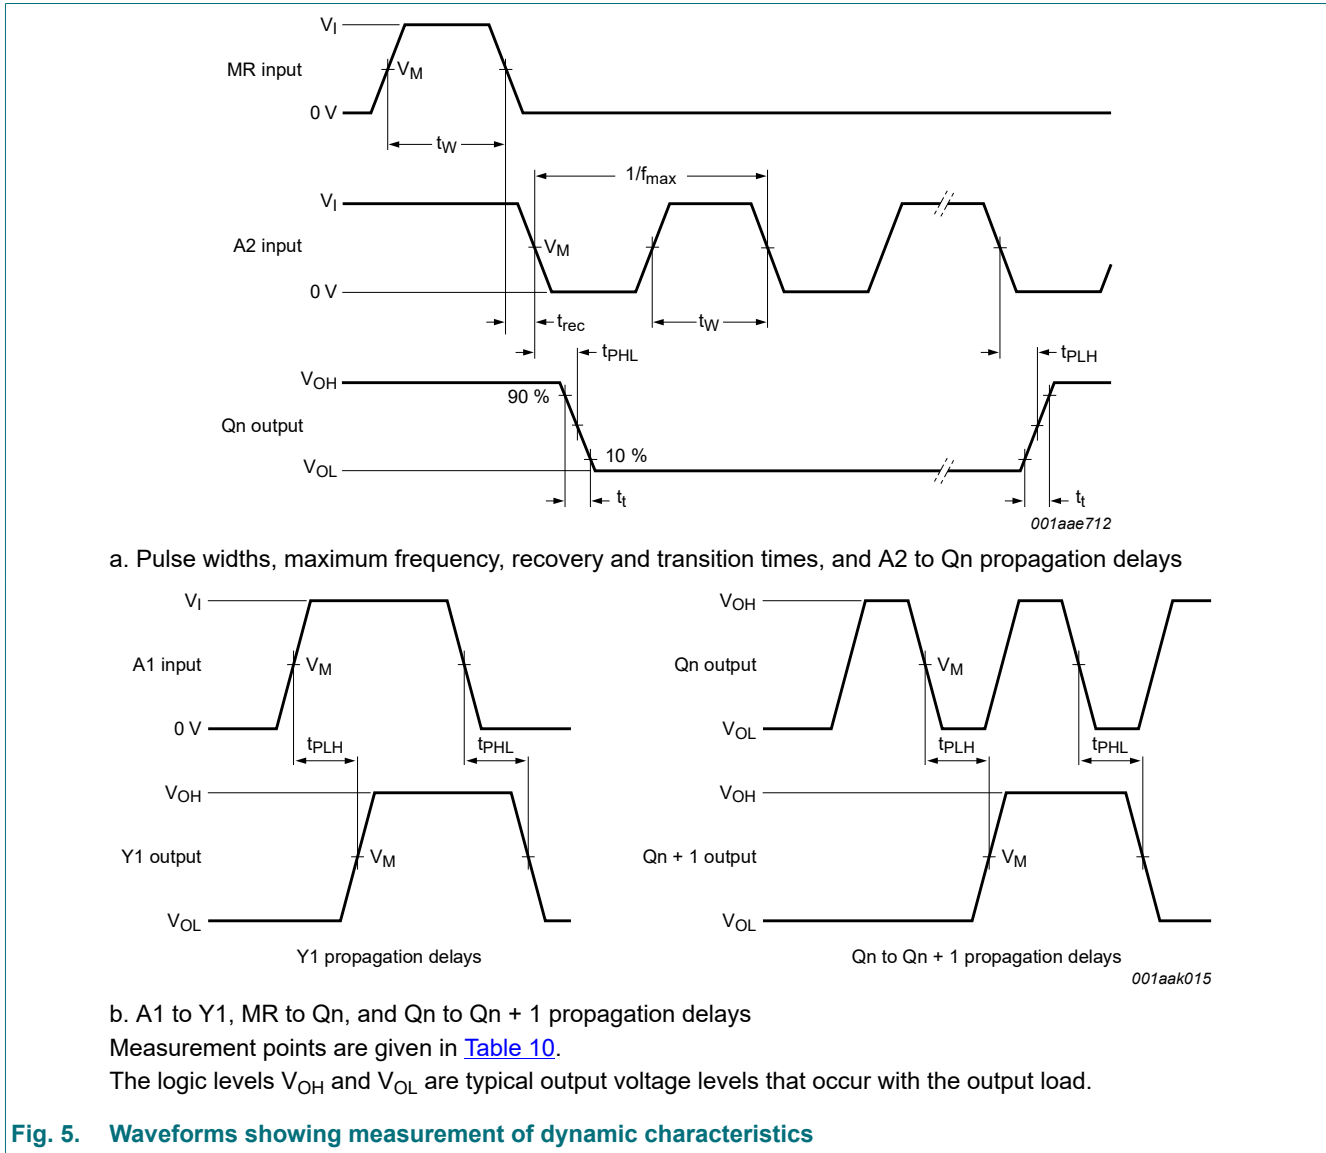 VI
MR input
VM
0 V
tW
1/fmax
VI
A2 input
VM
0 V
trec
tW
tPHL
tPLH
VOH
90 %
Qn output
10 %
VOL
tt
tt
001aae712
a. Pulse widths, maximum frequency, recovery and transition times, and A2 to Qn propagation delays
VI
A1 input
VM
0 V
tPLH
tPHL
VOH
Y1 output
VM
VOL
Y1 propagation delays
VOH
Qn output
VM
VOL
tPLH
tPHL
VOH
Qn + 1 output
VM
VOL
Qn to Qn + 1 propagation delays
001aak015
b. A1 to Y1, MR to Qn, and Qn to Qn + 1 propagation delays
Measurement points are given in Table 10.
The logic levels VOH and VOL are typical output voltage levels that occur with the output load.
Fig. 5. Waveforms showing measurement of dynamic characteristics